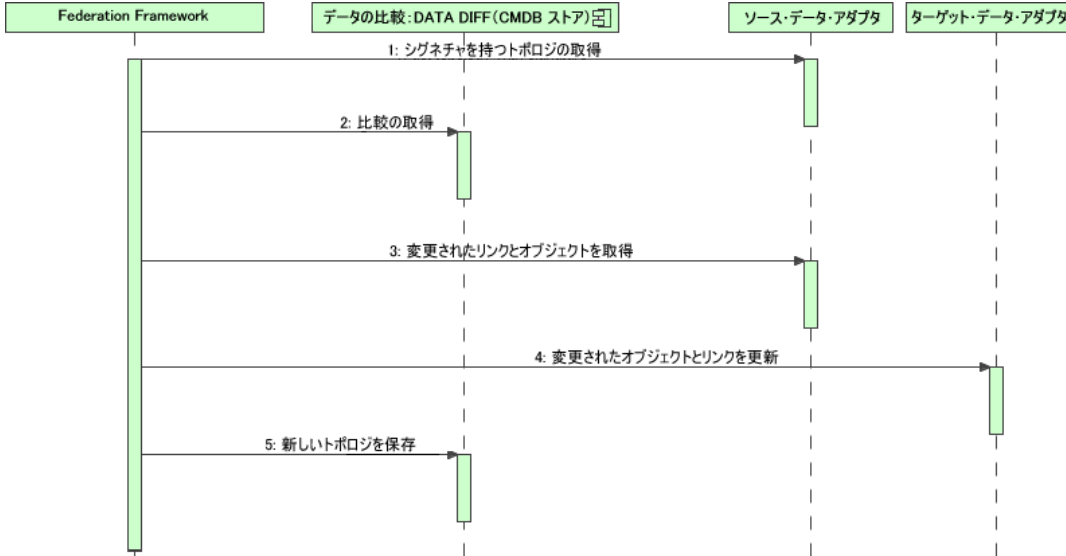 Federation Framework
データの比較:DATA DIFF(CMDB ストア)
ソース・データ・アダプタ
ターゲット・データ・アダプタ
1: シグネチャを持つトポロジの取得
2: 比較の取得
3: 変更されたリンクとオブジェクトを取得
4: 変更されたオブジェクトとリンクを更新
5: 新しいトポロジを保存